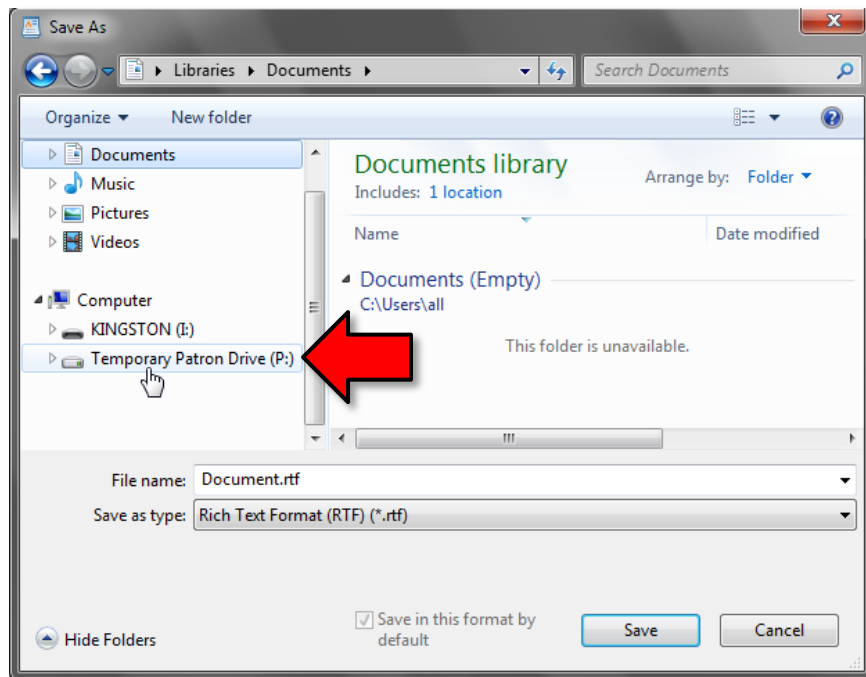 Save As
Libraries Documents
Search Documents
Organize New folder
Documents
Music
Pictures
Videos
Computer
KINGSTON (I:)
Temporary Patron Drive (P:)
Documents library
Includes: 1 location
Arrange by: Folder
Name Date modified
Documents (Empty)
C:\Users\all
This folder is unavailable.
File name: Document.rtf
Save as type: Rich Text Format (RTF) (*.rtf)
Hide Folders
Save in this format by
default
Save Cancel